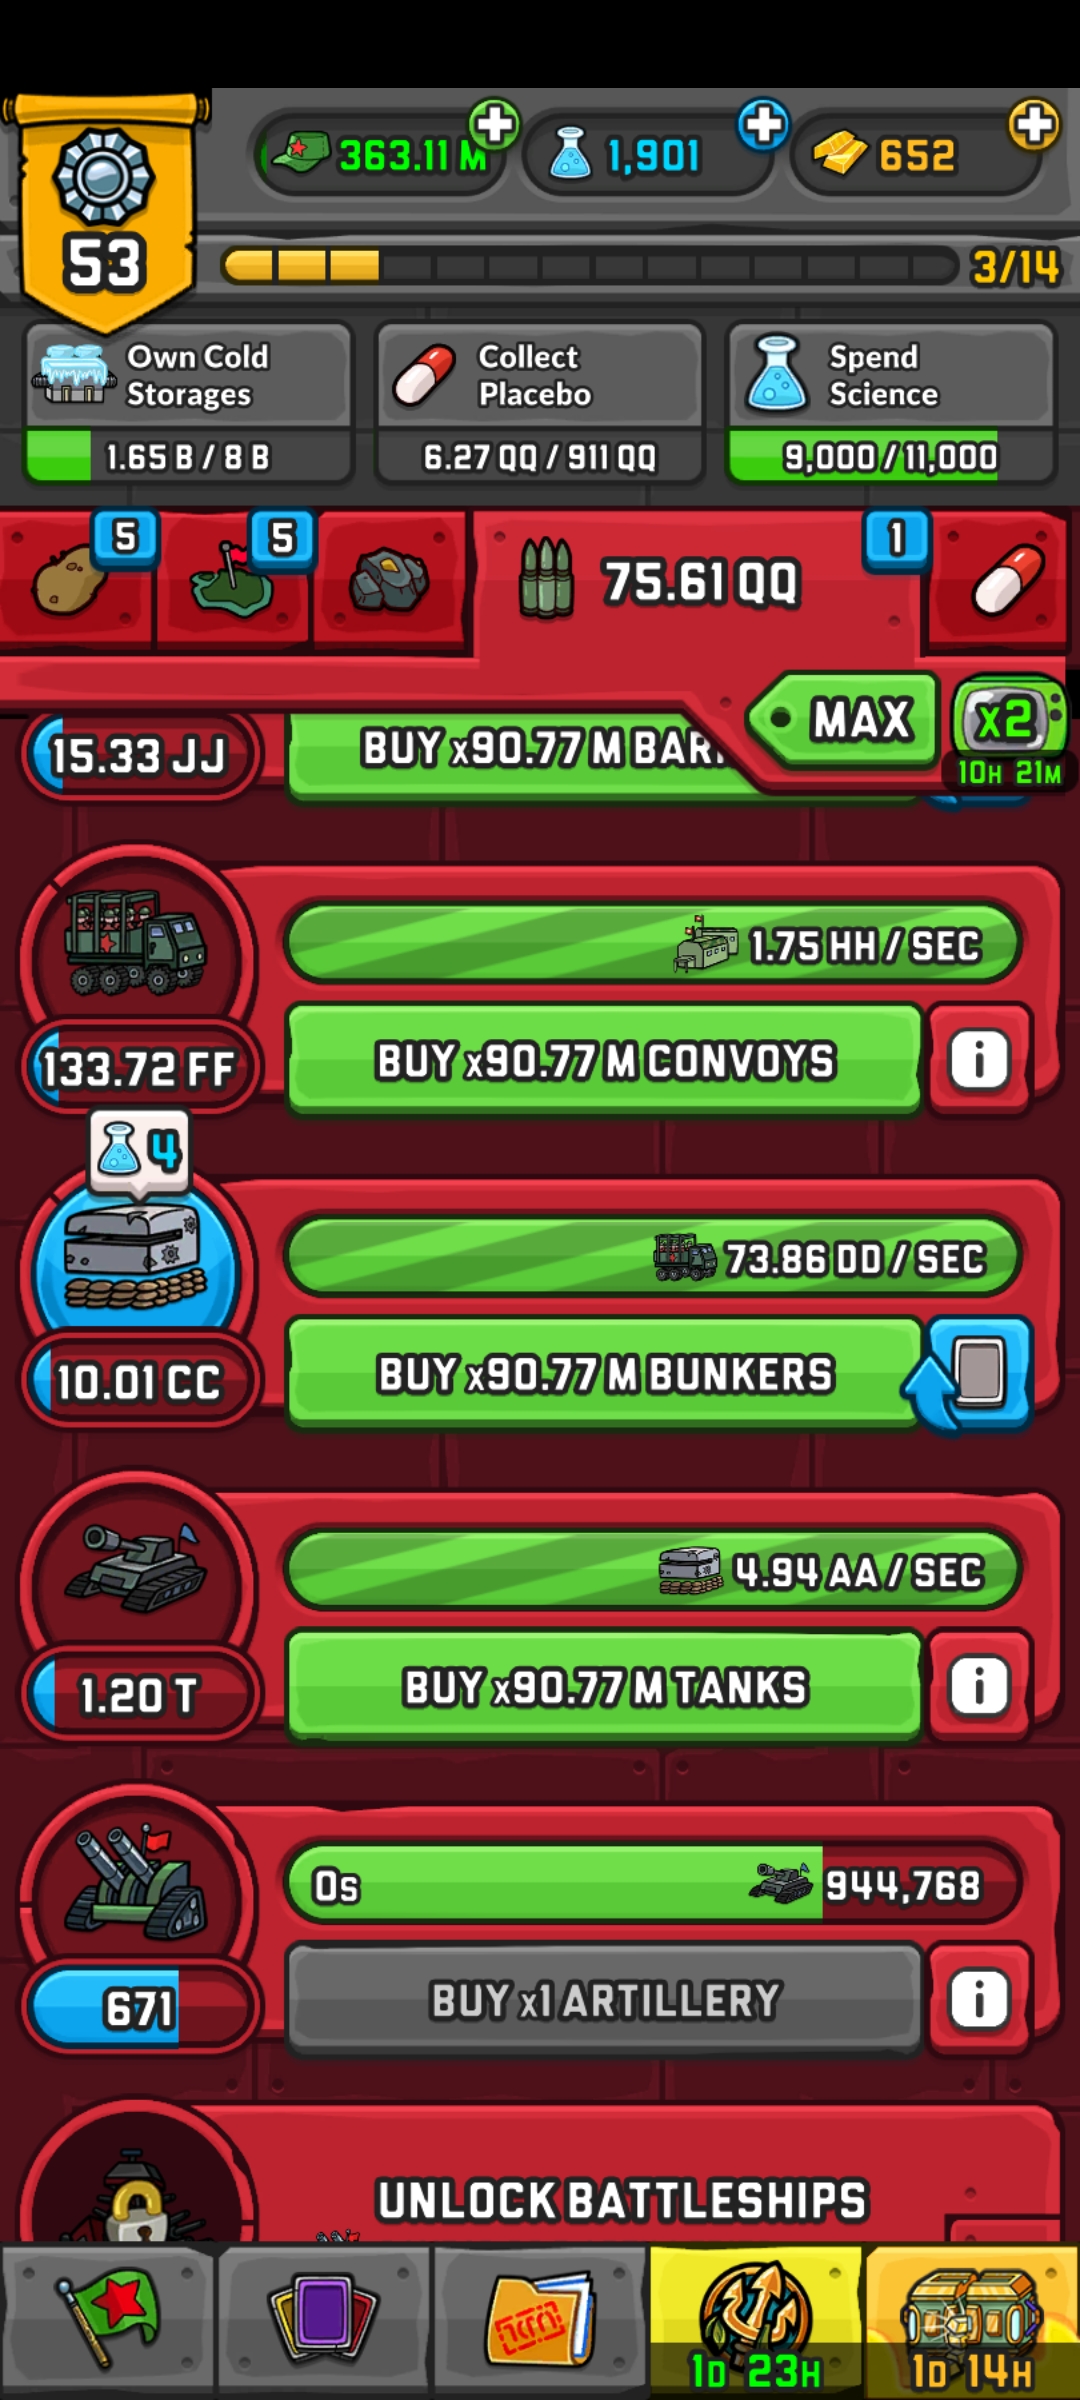 53
363.11 M
1,901
652
3/14
Own Cold
Storages
1.65 B / 8 B
Collect
Placebo
6.27 QQ / 911 QQ
Spend
Science
9,000 / 11,000
5
5
75.61 QQ
1
MAX
x2
10H 21M
15.33 JJ
BUY x90.77 M BAR
1.75 HH / SEC
133.72 FF
BUY x90.77 M CONVOYS
i
4
73.86 DD / SEC
10.01 CC
BUY x90.77 M BUNKERS
4.94 AA / SEC
1.20 T
BUY x90.77 M TANKS
i
0s
944,768
671
BUY x1 ARTILLERY
i
UNLOCK BATTLESHIPS
1D 23H
1D 14H